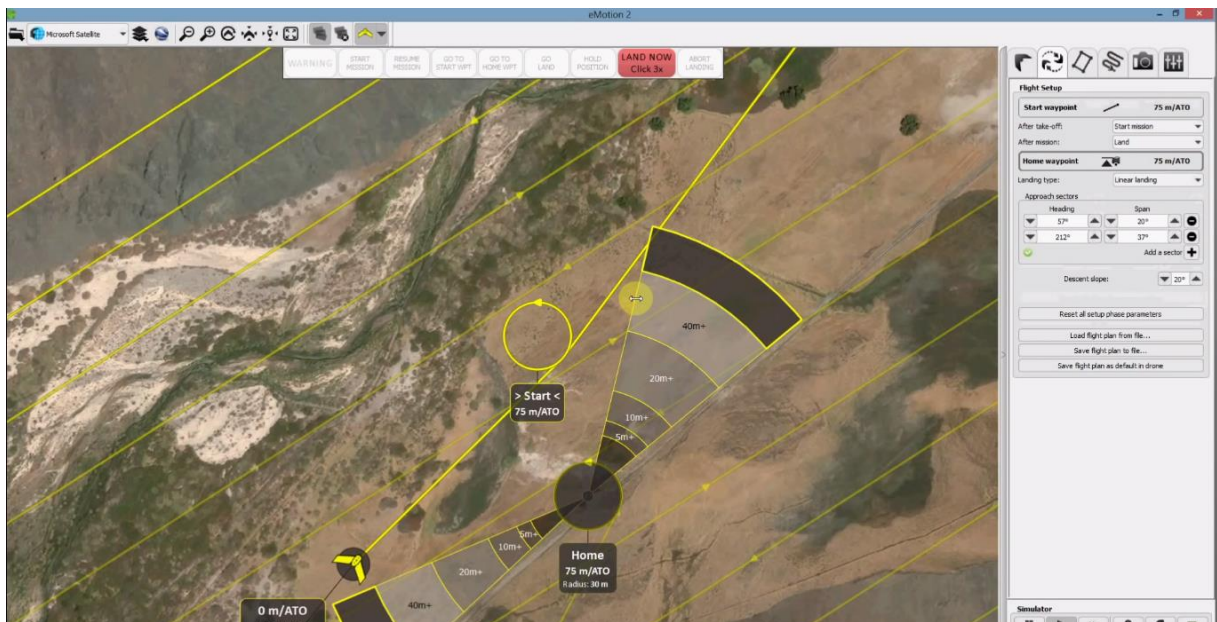 eMotion 2
Microsoft Satellite
WARNING
START
MISSION
RESUME
MISSION
GO TO
START WPT
GO TO
HOME WPT
GO
LAND
HOLD
POSITION
LAND NOW
Click 3x
ABORT
LANDING
40m+
20m+
10m+
5m+
> Start <
75 m/ATO
5m+
10m+
20m+
40m+
Home
75 m/ATO
Radius: 30 m
0 m/ATO
Flight Setup
Start waypoint 75 m/ATO
After take-off: Start mission
After mission: Land
Home waypoint 75 m/ATO
Landing type: Linear landing
Approach sectors
Heading Span
57° 20°
212° 37°
Add a sector
Descent slope: 20°
Reset all setup phase parameters
Load flight plan from file...
Save flight plan to file...
Save flight plan as default in drone
Simulator